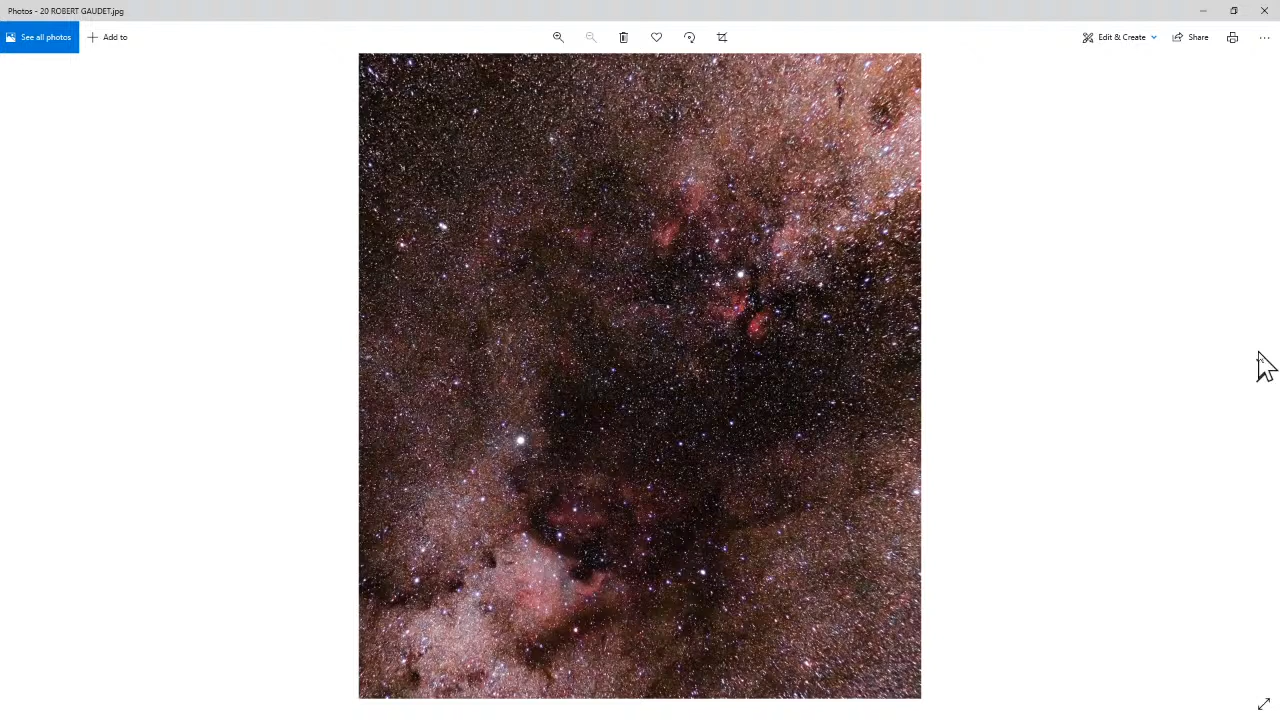 Photos - 20 ROBERT GAUDET.jpg
See all photos
Add to
Edit & Create
Share